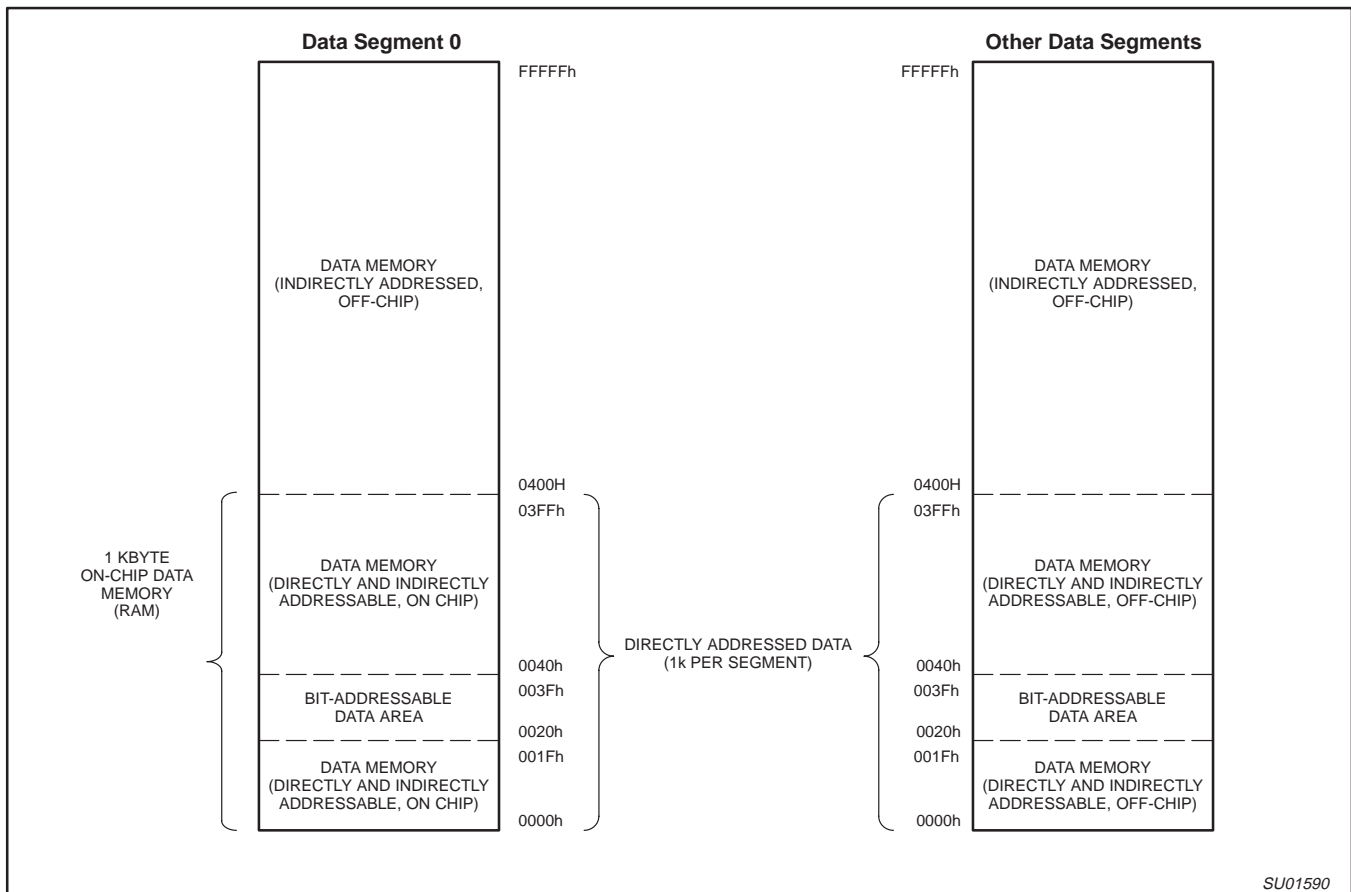 Data Segment 0
FFFFFh
DATA MEMORY
(INDIRECTLY ADDRESSED,
OFF-CHIP)
0400H
03FFh
1 KBYTE
ON-CHIP DATA
MEMORY
(RAM)
DATA MEMORY
(DIRECTLY AND INDIRECTLY
ADDRESSABLE, ON CHIP)
0040h
003Fh
BIT-ADDRESSABLE
DATA AREA
0020h
001Fh
DATA MEMORY
(DIRECTLY AND INDIRECTLY
ADDRESSABLE, ON CHIP)
0000h
DIRECTLY ADDRESSED DATA
(1k PER SEGMENT)
Other Data Segments
FFFFFh
DATA MEMORY
(INDIRECTLY ADDRESSED,
OFF-CHIP)
0400H
03FFh
DATA MEMORY
(DIRECTLY AND INDIRECTLY
ADDRESSABLE, OFF-CHIP)
0040h
003Fh
BIT-ADDRESSABLE
DATA AREA
0020h
001Fh
DATA MEMORY
(DIRECTLY AND INDIRECTLY
ADDRESSABLE, OFF-CHIP)
0000h
SU01590